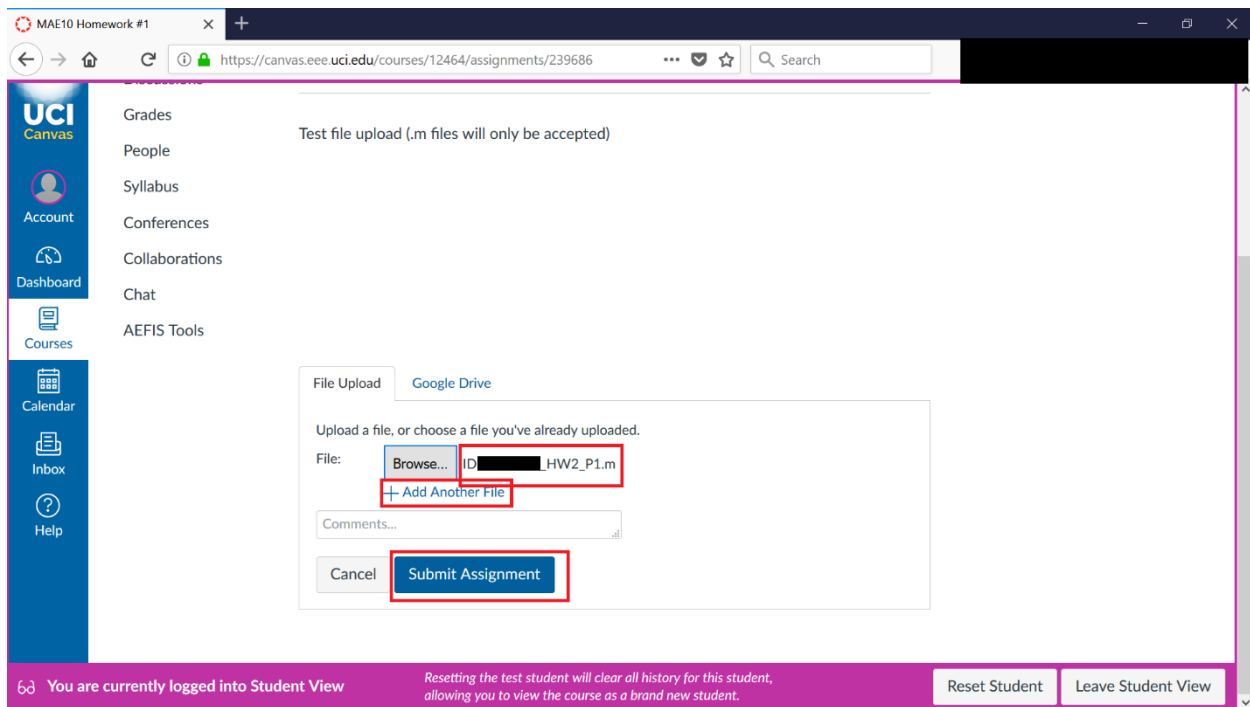 MAE10 Homework #1
https://canvas.eee.uci.edu/courses/12464/assignments/239686
Search
UCI
Canvas
Account
Dashboard
Courses
Calendar
Inbox
Help
Grades
People
Syllabus
Conferences
Collaborations
Chat
AEFIS Tools
Test file upload (.m files will only be accepted)
File Upload Google Drive
Upload a file, or choose a file you've already uploaded.
File: Browse... ID _HW2_P1.m
+ Add Another File
Comments...
Cancel Submit Assignment
You are currently logged into Student View
Resetting the test student will clear all history for this student,
allowing you to view the course as a brand new student.
Reset Student Leave Student View